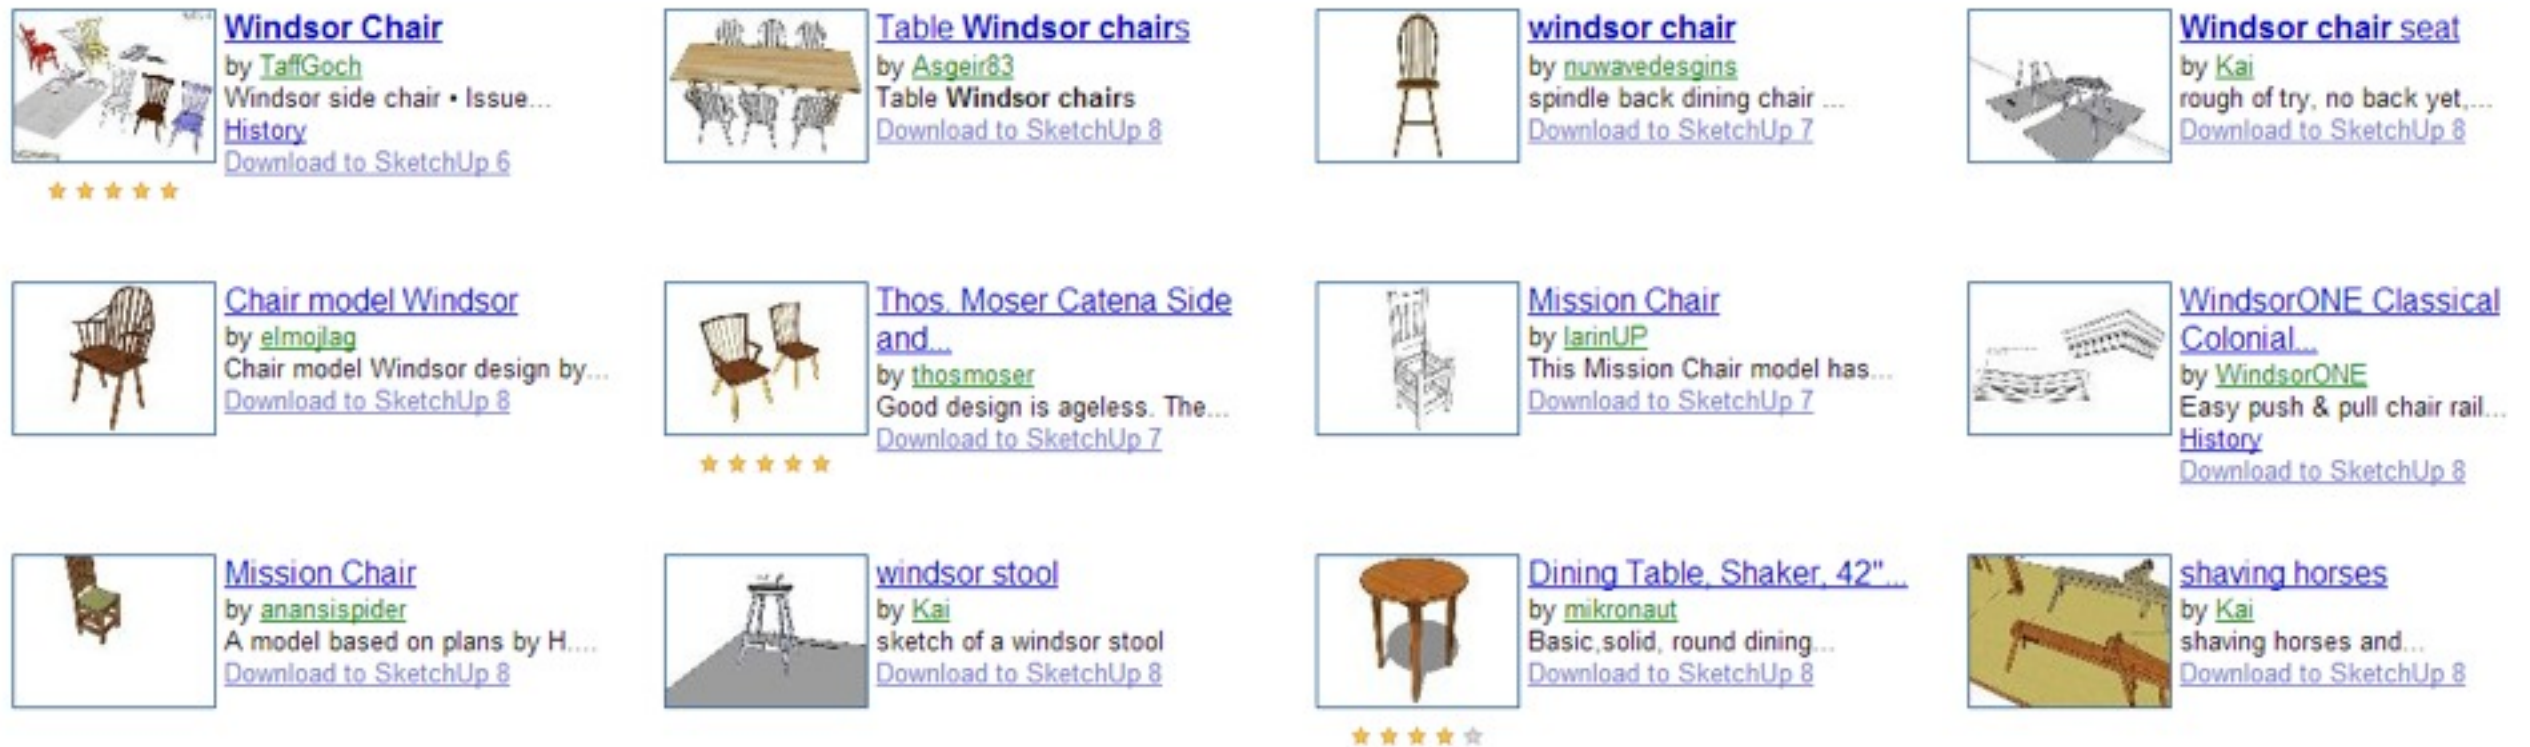 Windsor Chair
by TaffGoch
Windsor side chair • Issue...
History
Download to SketchUp 6
Table Windsor chairs
by Asgeir83
Table Windsor chairs
Download to SketchUp 8
windsor chair
by nuwavedesgins
spindle back dining chair ...
Download to SketchUp 7
Windsor chair seat
by Kai
rough of try, no back yet,...
Download to SketchUp 8
Chair model Windsor
by elmojlag
Chair model Windsor design by...
Download to SketchUp 8
Thos. Moser Catena Side
and...
by thosmoser
Good design is ageless. The...
Download to SketchUp 7
Mission Chair
by larinUP
This Mission Chair model has...
Download to SketchUp 7
WindsorONE Classical
Colonial...
by WindsorONE
Easy push & pull chair rail...
History
Download to SketchUp 8
Mission Chair
by anansispider
A model based on plans by H....
Download to SketchUp 8
windsor stool
by Kai
sketch of a windsor stool
Download to SketchUp 8
Dining Table, Shaker, 42"...
by mikronaut
Basic,solid, round dining...
Download to SketchUp 8
shaving horses
by Kai
shaving horses and...
Download to SketchUp 8